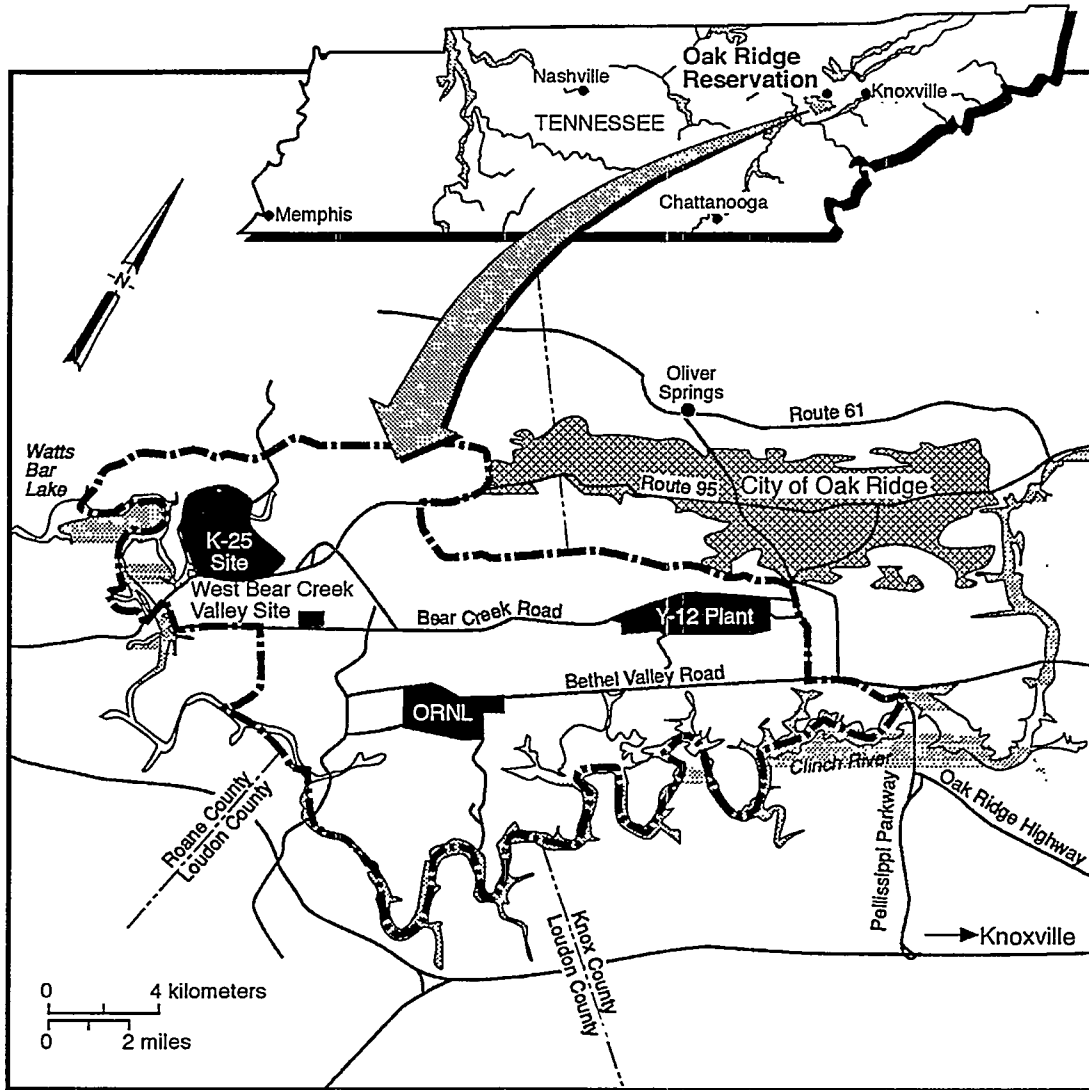 Oak Ridge
Reservation
Nashville
Knoxville
TENNESSEE
Chattanooga
Memphis
-N-
Oliver
Springs
Route 61
Watts
Bar
Lake
Route 95
City of Oak Ridge
K-25
Site
West Bear Creek
Valley Site
Bear Creek Road
Y-12 Plant
Bethel Valley Road
ORNL
Clinch River
Roane County
Loudon County
Knox County
Loudon County
Pellissippi Parkway
Oak Ridge Highway
Knoxville
0 4 kilometers
0 2 miles